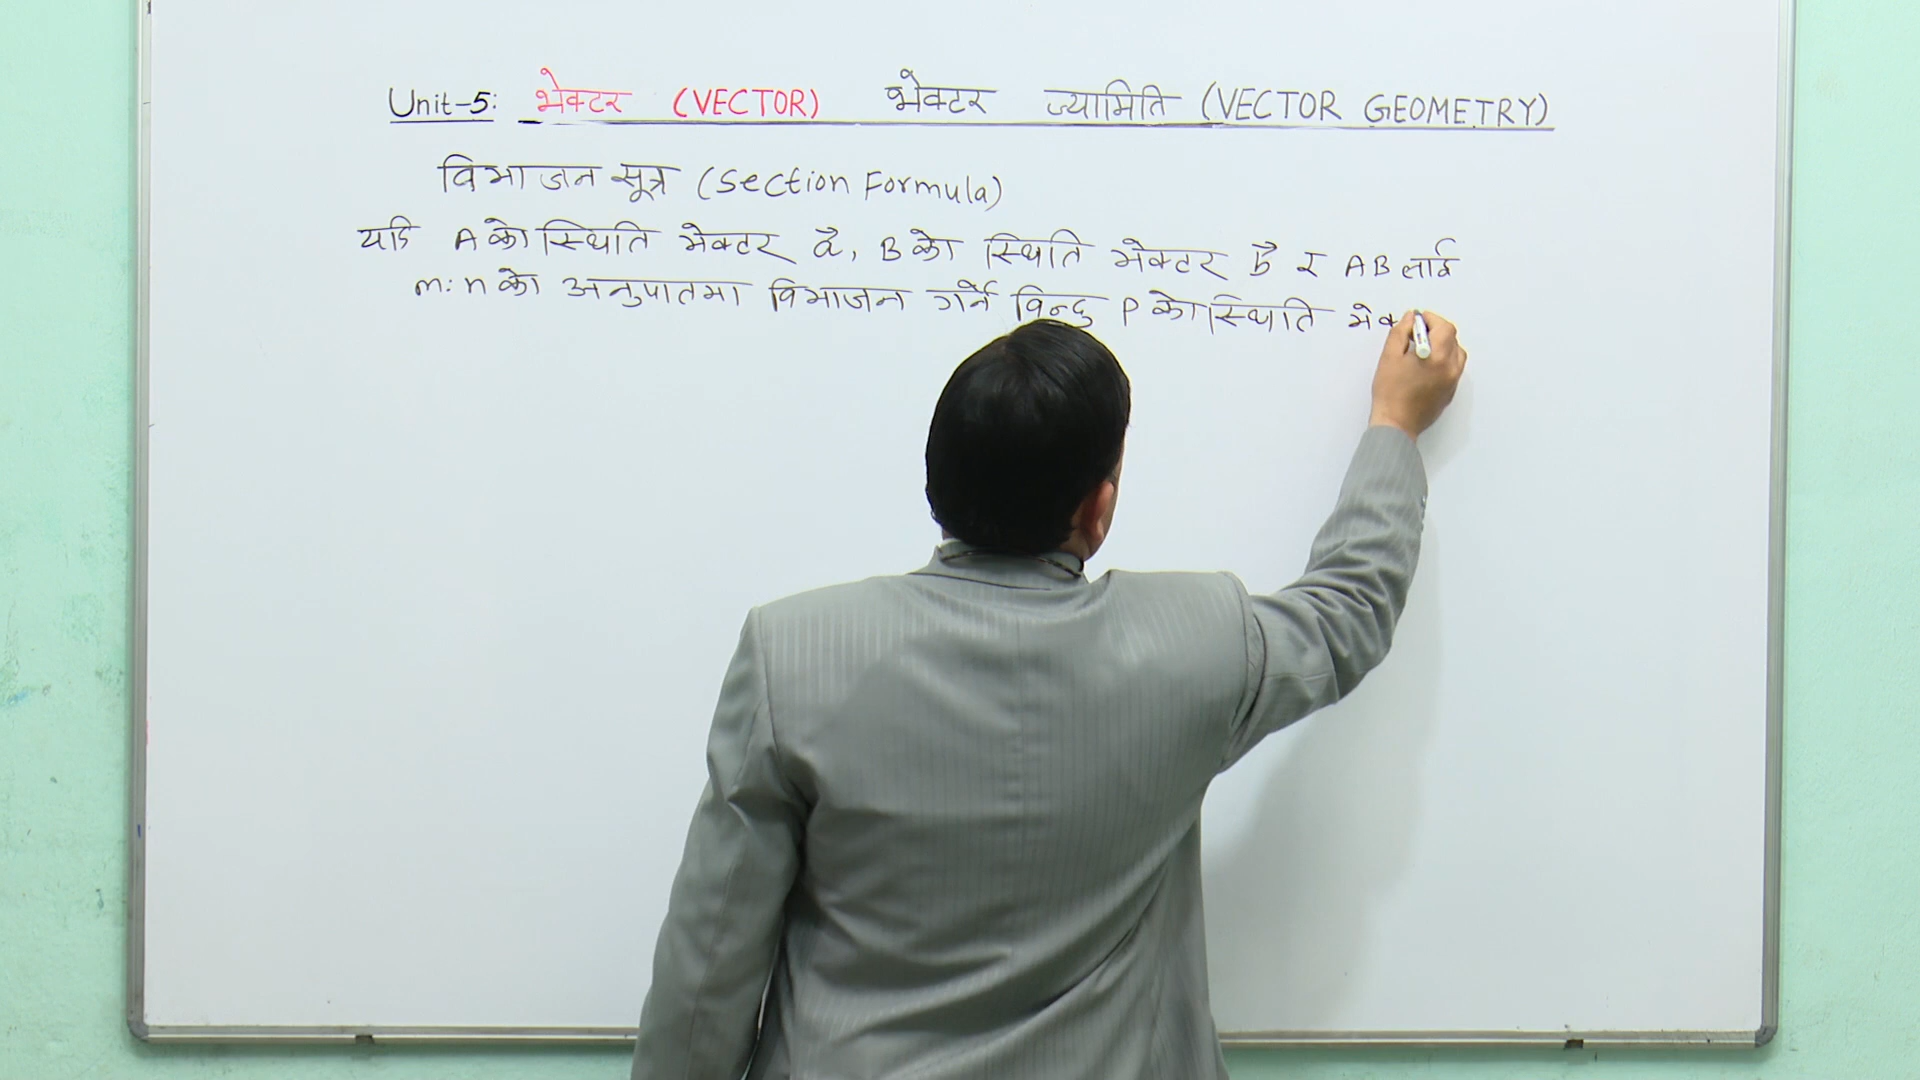 Unit-5: भेक्टर (VECTOR) भेक्टर ज्यामिति (VECTOR GEOMETRY)
विभाजन सूत्र (Section Formula)
यदि A को स्थिति भेक्टर a⃗, B को स्थिति भेक्टर b⃗ र AB लाई
m:n को अनुपातमा विभाजन गर्ने विन्दु P को स्थिति